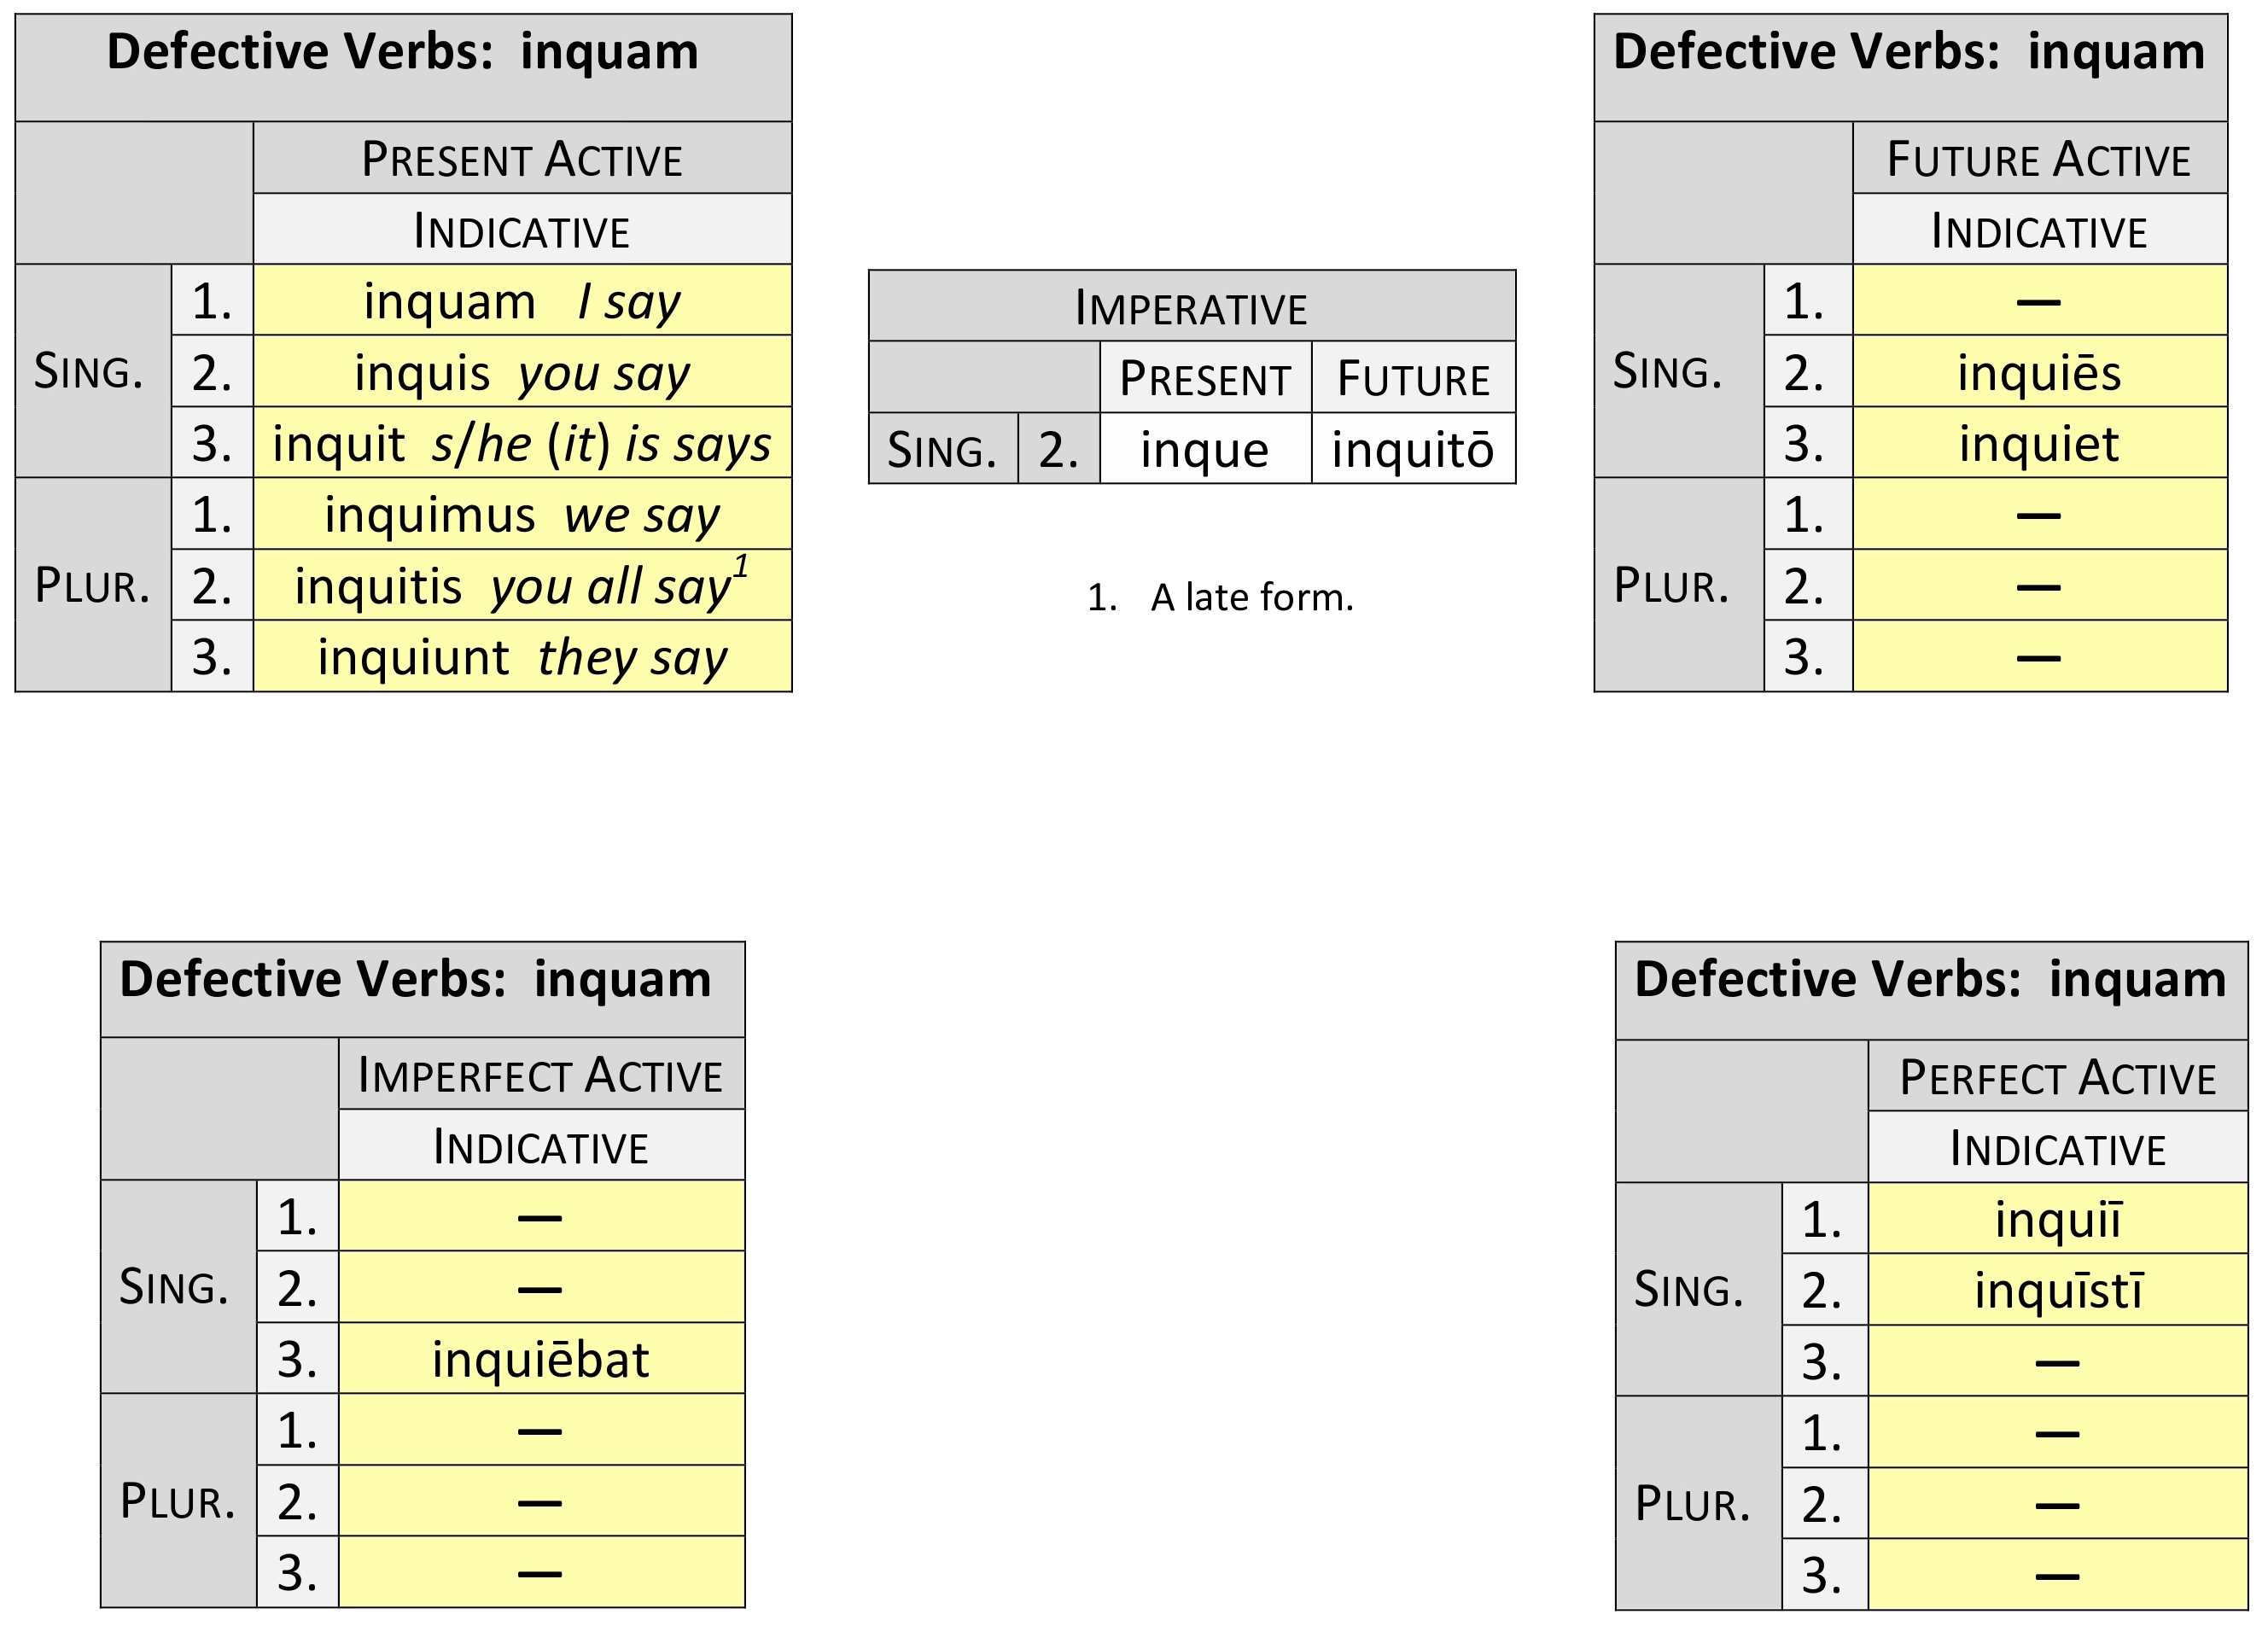 Defective Verbs: inquam
PRESENT ACTIVE
INDICATIVE
SING. 1. inquam I say
2. inquis you say
3. inquit s/he (it) is says
PLUR. 1. inquimus we say
2. inquitis you all say¹
3. inquiunt they say
IMPERATIVE
PRESENT FUTURE
SING. 2. inque inquitō
1. A late form.
Defective Verbs: inquam
FUTURE ACTIVE
INDICATIVE
SING. 1. —
2. inquiēs
3. inquiet
PLUR. 1. —
2. —
3. —
Defective Verbs: inquam
IMPERFECT ACTIVE
INDICATIVE
SING. 1. —
2. —
3. inquiēbat
PLUR. 1. —
2. —
3. —
Defective Verbs: inquam
PERFECT ACTIVE
INDICATIVE
SING. 1. inquiī
2. inquīstī
3. —
PLUR. 1. —
2. —
3. —